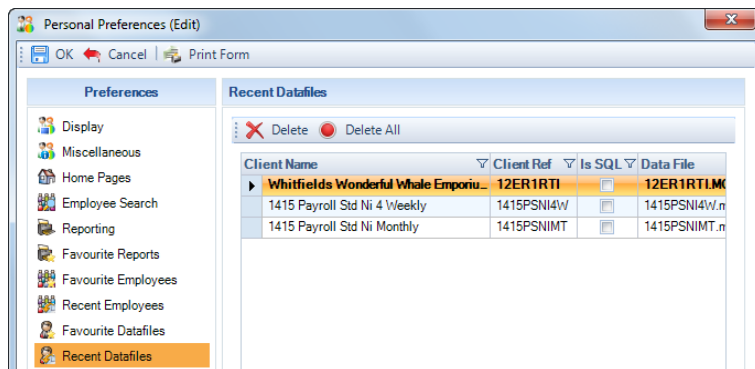 Personal Preferences (Edit)
OK Cancel Print Form
Preferences
Display
Miscellaneous
Home Pages
Employee Search
Reporting
Favourite Reports
Favourite Employees
Recent Employees
Favourite Datafiles
Recent Datafiles
Recent Datafiles
Delete Delete All
Client Name Client Ref Is SQL Data File
Whitfields Wonderful Whale Emporiu... 12ER1RTI 12ER1RTI.MC
1415 Payroll Std Ni 4 Weekly 1415PSNI4W 1415PSNI4W.m
1415 Payroll Std Ni Monthly 1415PSNIMT 1415PSNIMT.m